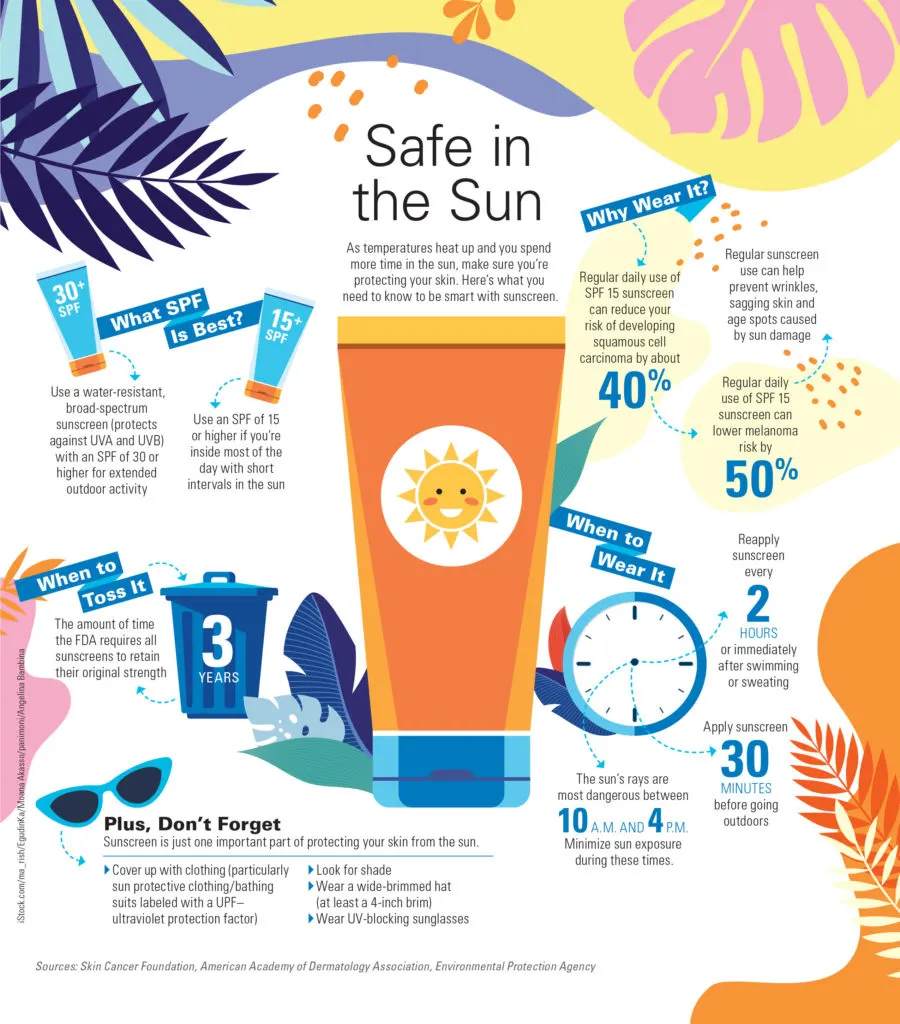 Safe in
the Sun
As temperatures heat up and you spend
more time in the sun, make sure you're
protecting your skin. Here's what you
need to know to be smart with sunscreen.
What SPF
Is Best?
30+
SPF
Use a water-resistant,
broad-spectrum
sunscreen (protects
against UVA and UVB)
with an SPF of 30 or
higher for extended
outdoor activity
15+
SPF
Use an SPF of 15
or higher if you're
inside most of the
day with short
intervals in the sun
Why Wear It?
Regular daily use of
SPF 15 sunscreen
can reduce your
risk of developing
squamous cell
carcinoma by about
40%
Regular daily
use of SPF 15
sunscreen can
lower melanoma
risk by
50%
Regular sunscreen
use can help
prevent wrinkles,
sagging skin and
age spots caused
by sun damage
When to
Toss It
The amount of time
the FDA requires all
sunscreens to retain
their original strength
3
YEARS
When to
Wear It
Reapply
sunscreen
every
2
HOURS
or immediately
after swimming
or sweating
Apply sunscreen
30
MINUTES
before going
outdoors
The sun's rays are
most dangerous between
10 A.M. AND 4 P.M.
Minimize sun exposure
during these times.
Plus, Don't Forget
Sunscreen is just one important part of protecting your skin from the sun.
Cover up with clothing (particularly
sun protective clothing/bathing
suits labeled with a UPF–
ultraviolet protection factor)
Look for shade
Wear a wide-brimmed hat
(at least a 4-inch brim)
Wear UV-blocking sunglasses
iStock.com/ma_rish/EgudinKa/Moana Akasso/panimoni/Angelina Bambina
Sources: Skin Cancer Foundation, American Academy of Dermatology Association, Environmental Protection Agency